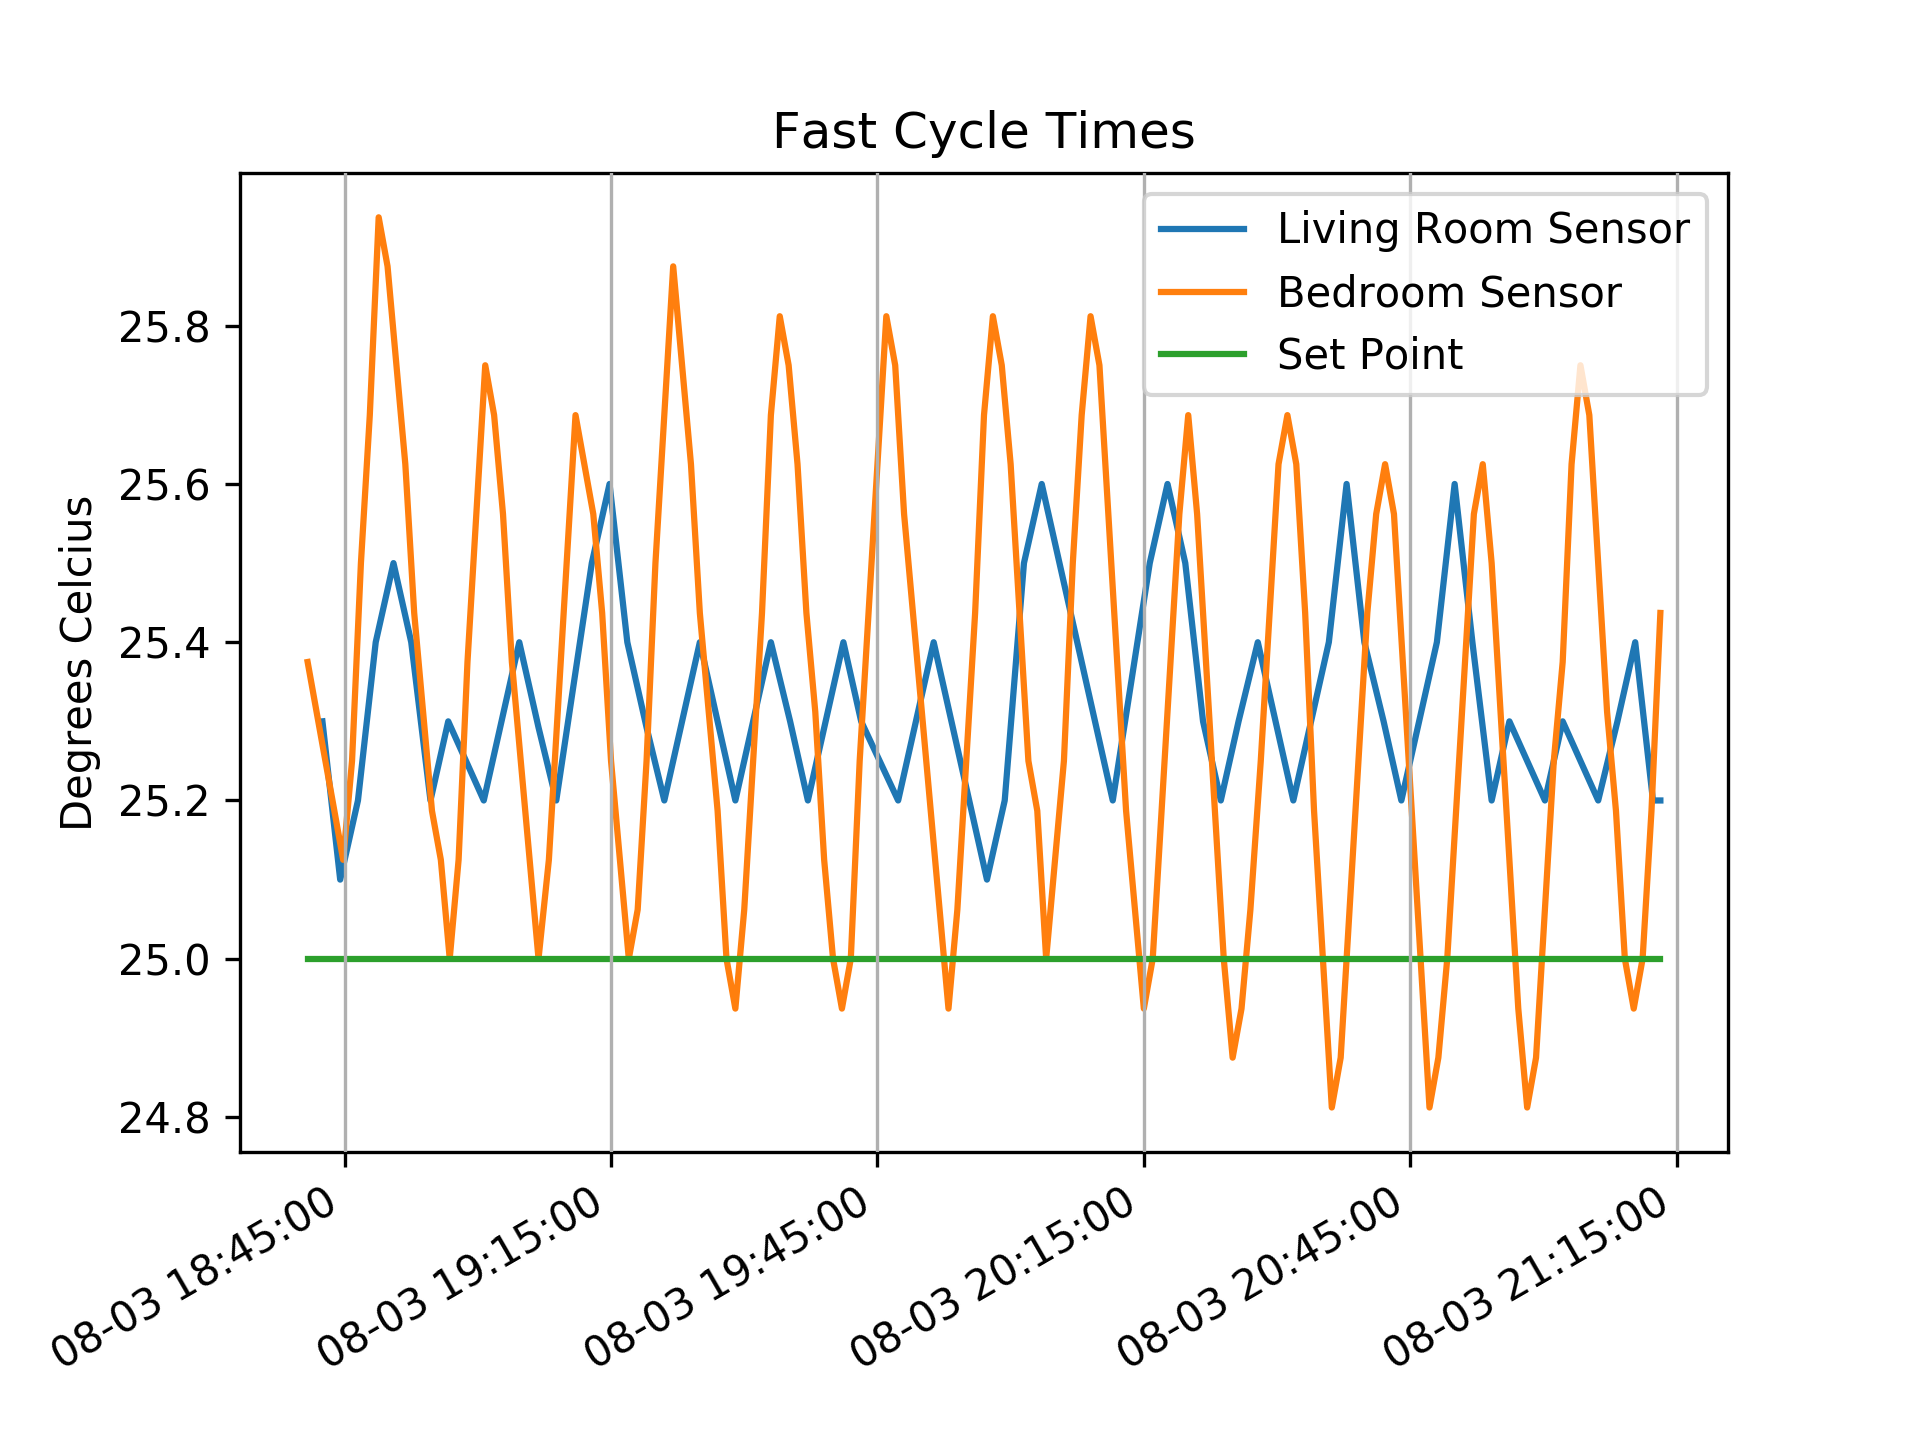 Fast Cycle Times
Living Room Sensor
Bedroom Sensor
Set Point
Degrees Celcius
25.8
25.6
25.4
25.2
25.0
24.8
08-03 18:45:00
08-03 19:15:00
08-03 19:45:00
08-03 20:15:00
08-03 20:45:00
08-03 21:15:00